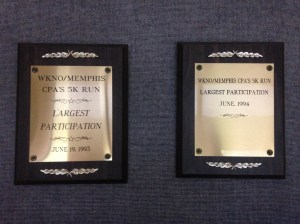 WKNO/MEMPHIS
CPA'S 5K RUN
LARGEST
PARTICIPATION
JUNE 19, 1993
WKNO/MEMPHIS CPA'S 5K RUN
LARGEST PARTICIPATION
JUNE, 1994